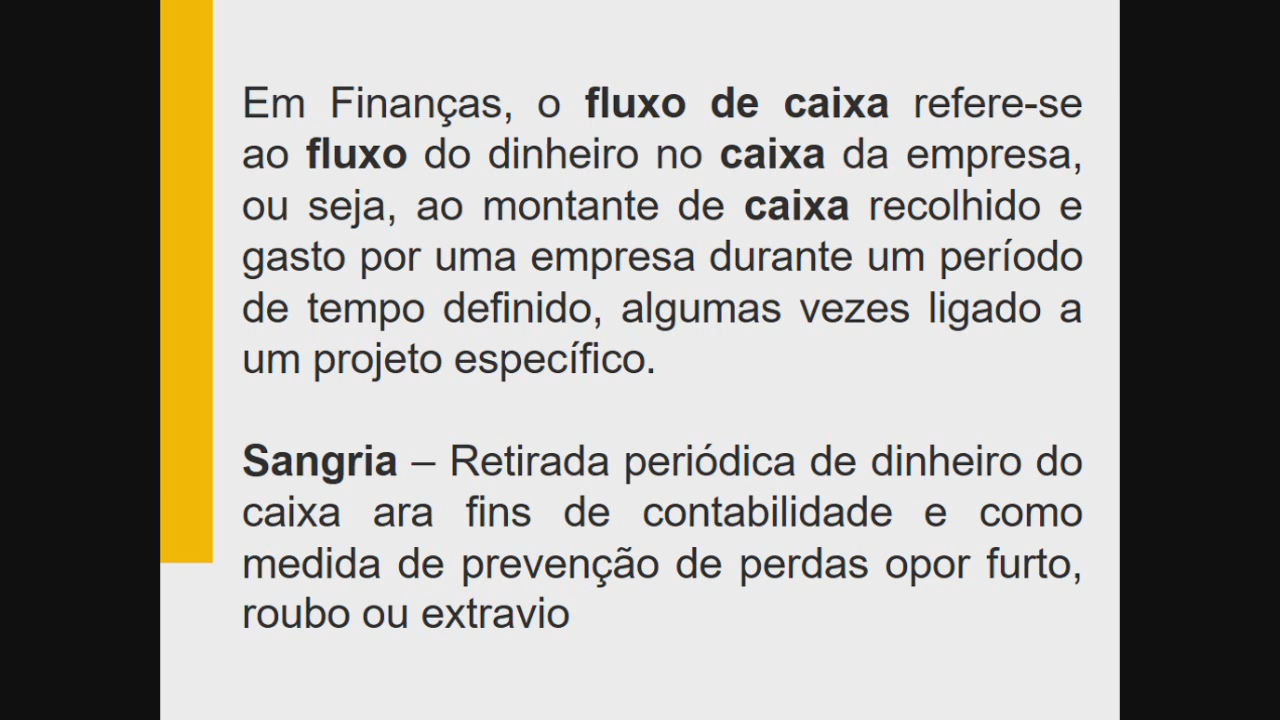 Em Finanças, o fluxo de caixa refere-se
ao fluxo do dinheiro no caixa da empresa,
ou seja, ao montante de caixa recolhido e
gasto por uma empresa durante um período
de tempo definido, algumas vezes ligado a
um projeto específico.
Sangria – Retirada periódica de dinheiro do
caixa ara fins de contabilidade e como
medida de prevenção de perdas opor furto,
roubo ou extravio